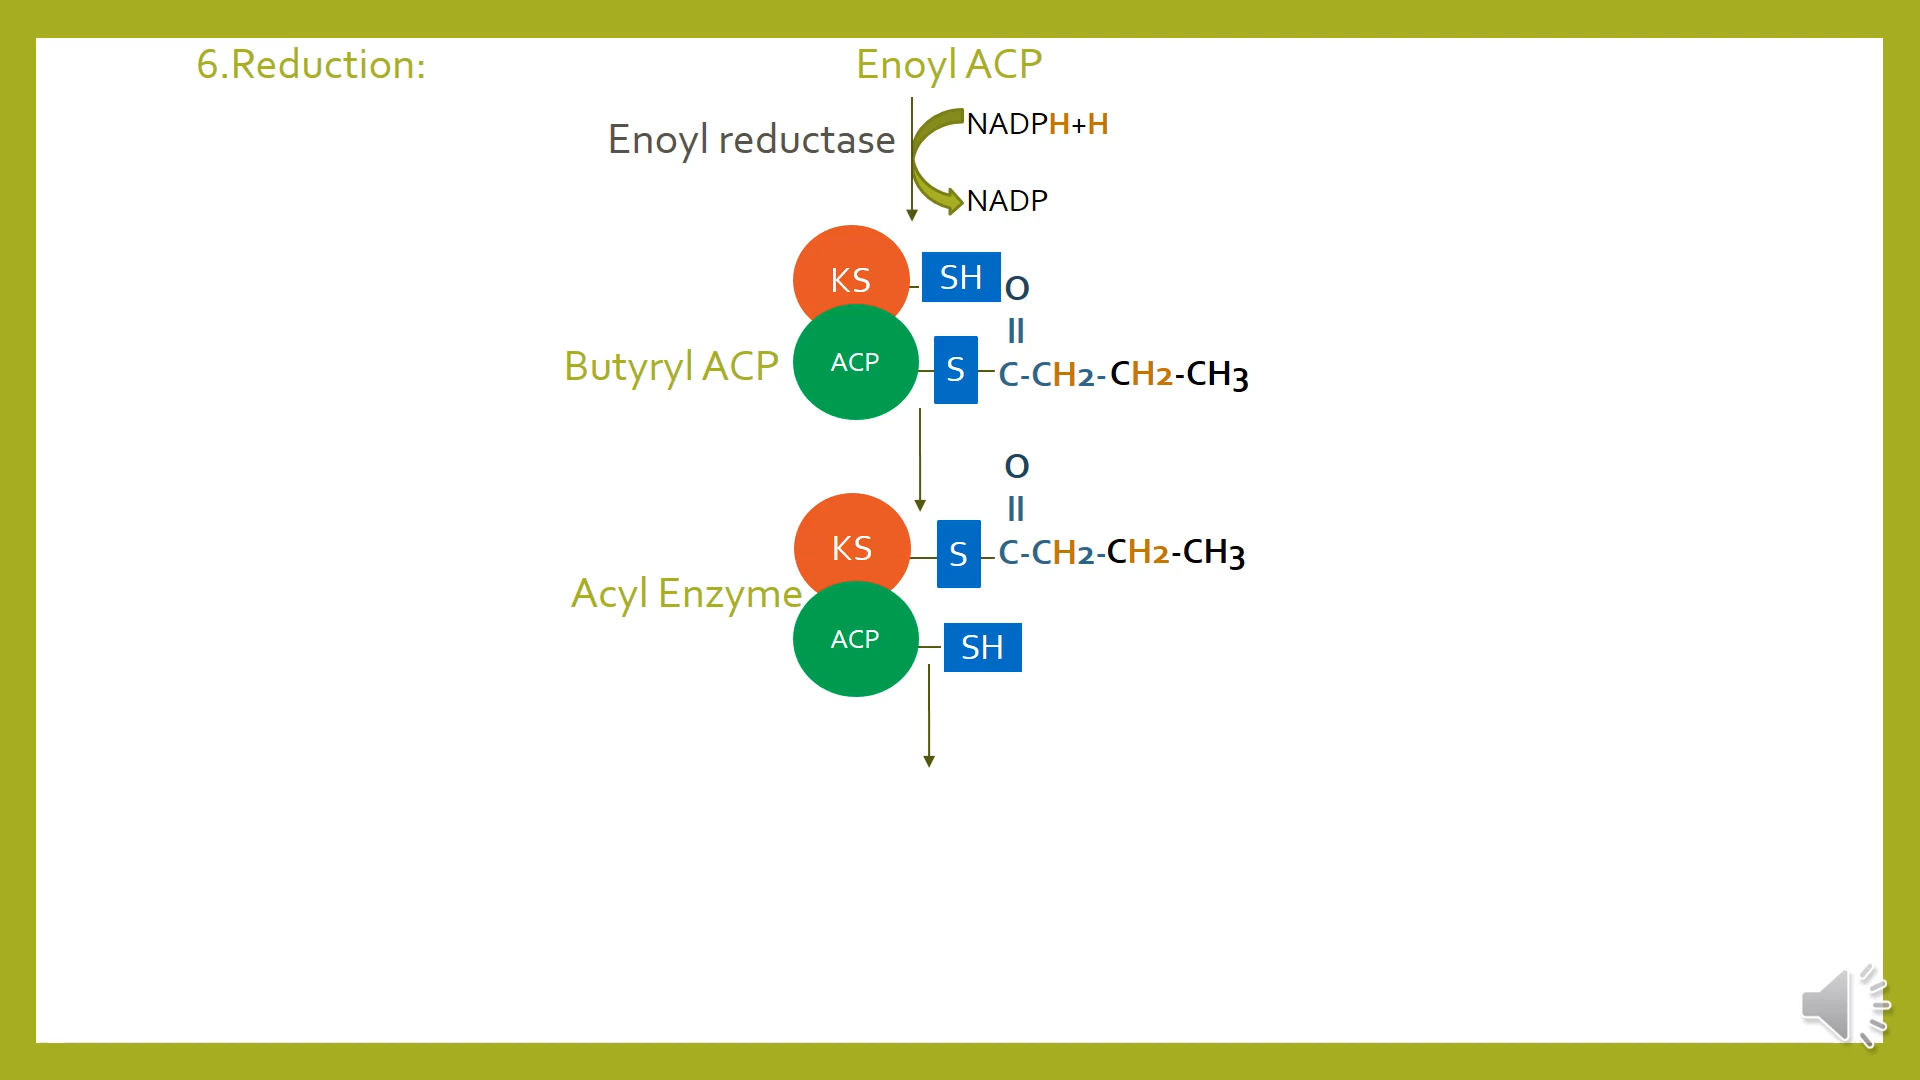 6.Reduction:
Enoyl ACP
Enoyl reductase
NADPH+H
NADP
KS
SH
O
II
Butyryl ACP
ACP
S
C-CH2-CH2-CH3
O
II
KS
S
C-CH2-CH2-CH3
Acyl Enzyme
ACP
SH